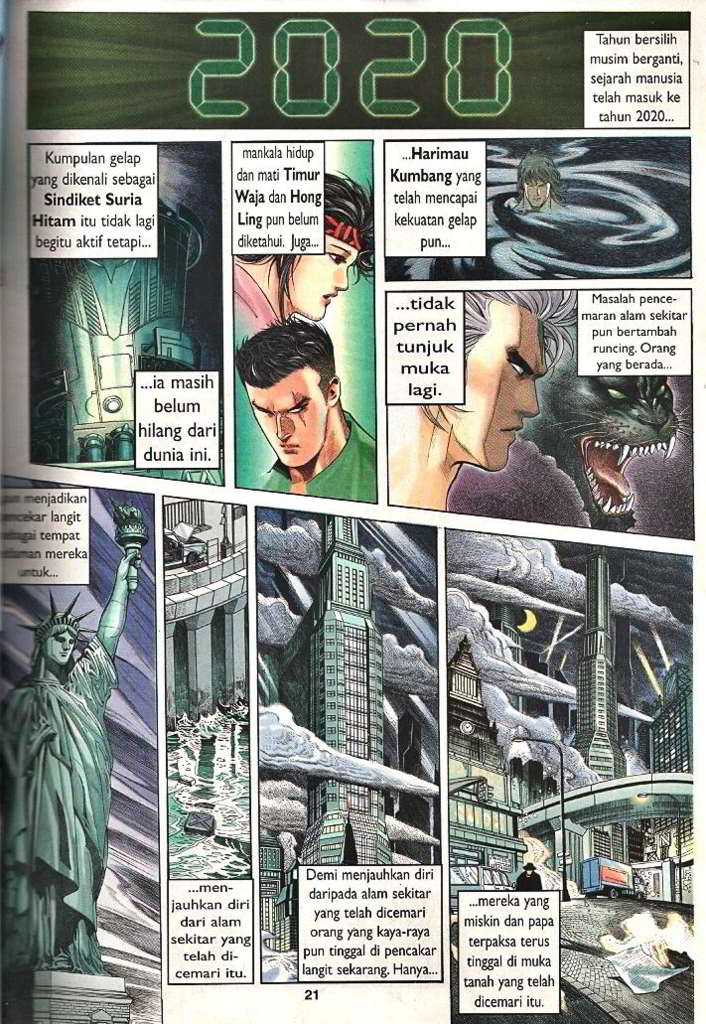 2020
Tahun bersilih
musim berganti,
sejarah manusia
telah masuk ke
tahun 2020...
Kumpulan gelap
yang dikenali sebagai
Sindiket Suria
Hitam itu tidak lagi
begitu aktif tetapi...
...ia masih
belum
hilang dari
dunia ini.
mankala hidup
dan mati Timur
Waja dan Hong
Ling pun belum
diketahui. Juga...
...Harimau
Kumbang yang
telah mencapai
kekuatan gelap
pun...
...tidak
pernah
tunjuk
muka
lagi.
Masalah pence-
maran alam sekitar
pun bertambah
runcing. Orang
yang berada...
menjadikan
langit
tempat
mereka
untuk...
...men-
jauhkan diri
dari alam
sekitar yang
telah di-
cemari itu.
Demi menjauhkan diri
daripada alam sekitar
yang telah dicemari
orang yang kaya-raya
pun tinggal di pencakar
langit sekarang. Hanya...
...mereka yang
miskin dan papa
terpaksa terus
tinggal di muka
tanah yang telah
dicemari itu.
21